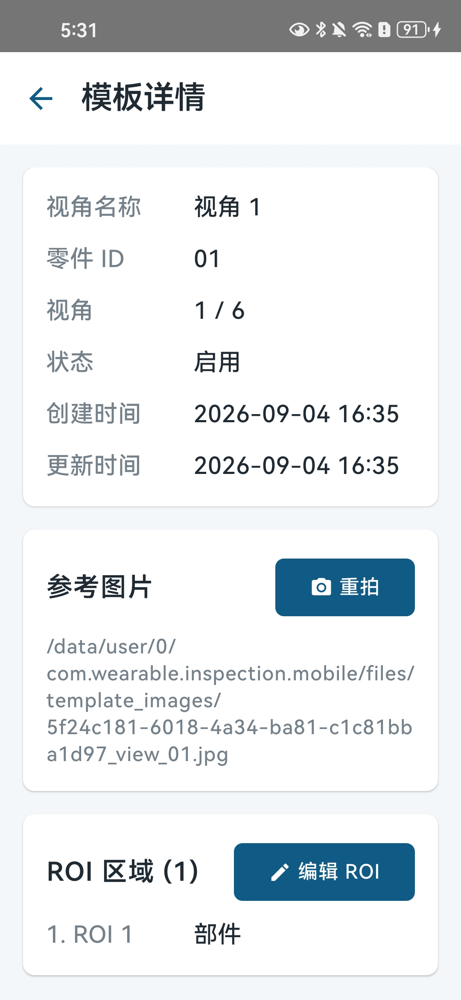 5:31
91
模板详情
视角名称 视角 1
零件 ID 01
视角 1 / 6
状态 启用
创建时间 2026-09-04 16:35
更新时间 2026-09-04 16:35
参考图片 重拍
/data/user/0/
com.wearable.inspection.mobile/files/
template_images/
5f24c181-6018-4a34-ba81-c1c81bb
a1d97_view_01.jpg
ROI 区域 (1) 编辑 ROI
1. ROI 1 部件